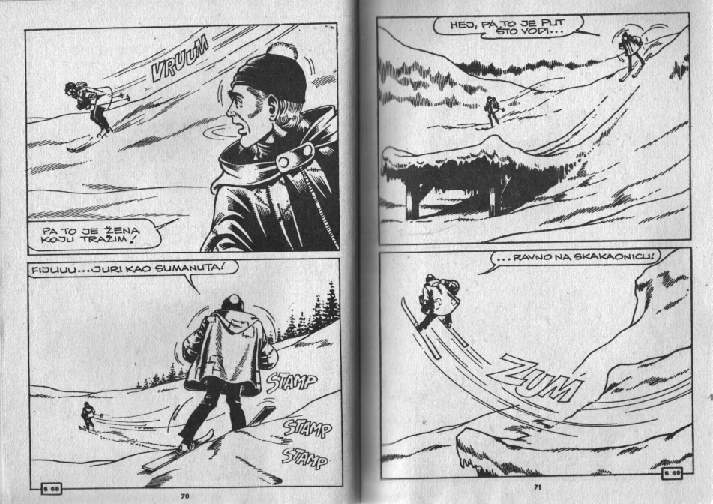 VRUUM
PA TO JE ŽENA
KOJU TRAŽIM!
FIJUUU...JURI KAO SUMANUTA!
STAMP
STAMP
STAMP
70
HEJ, PA TO JE PUT
ŠTO VODI...
...RAVNO NA SKAKAONICU!
ZUM
71